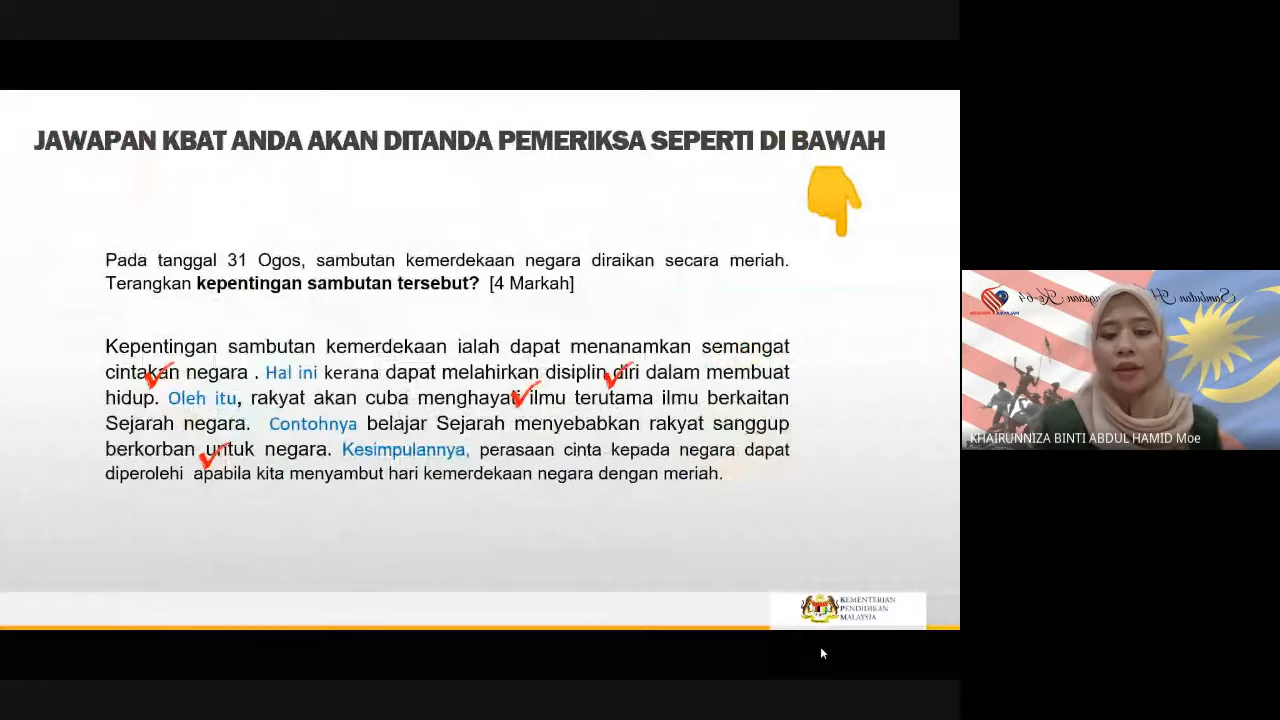 JAWAPAN KBAT ANDA AKAN DITANDA PEMERIKSA SEPERTI DI BAWAH
Pada tanggal 31 Ogos, sambutan kemerdekaan negara diraikan secara meriah.
Terangkan kepentingan sambutan tersebut? [4 Markah]
Kepentingan sambutan kemerdekaan ialah dapat menanamkan semangat
cintakan negara . Hal ini kerana dapat melahirkan disiplin diri dalam membuat
hidup. Oleh itu, rakyat akan cuba menghayati ilmu terutama ilmu berkaitan
Sejarah negara. Contohnya belajar Sejarah menyebabkan rakyat sanggup
berkorban untuk negara. Kesimpulannya, perasaan cinta kepada negara dapat
diperolehi apabila kita menyambut hari kemerdekaan negara dengan meriah.
KEMENTERIAN
PENDIDIKAN
MALAYSIA
Sambutan Ke-64
KHAIRUNNIZA BINTI ABDUL HAMID Moe